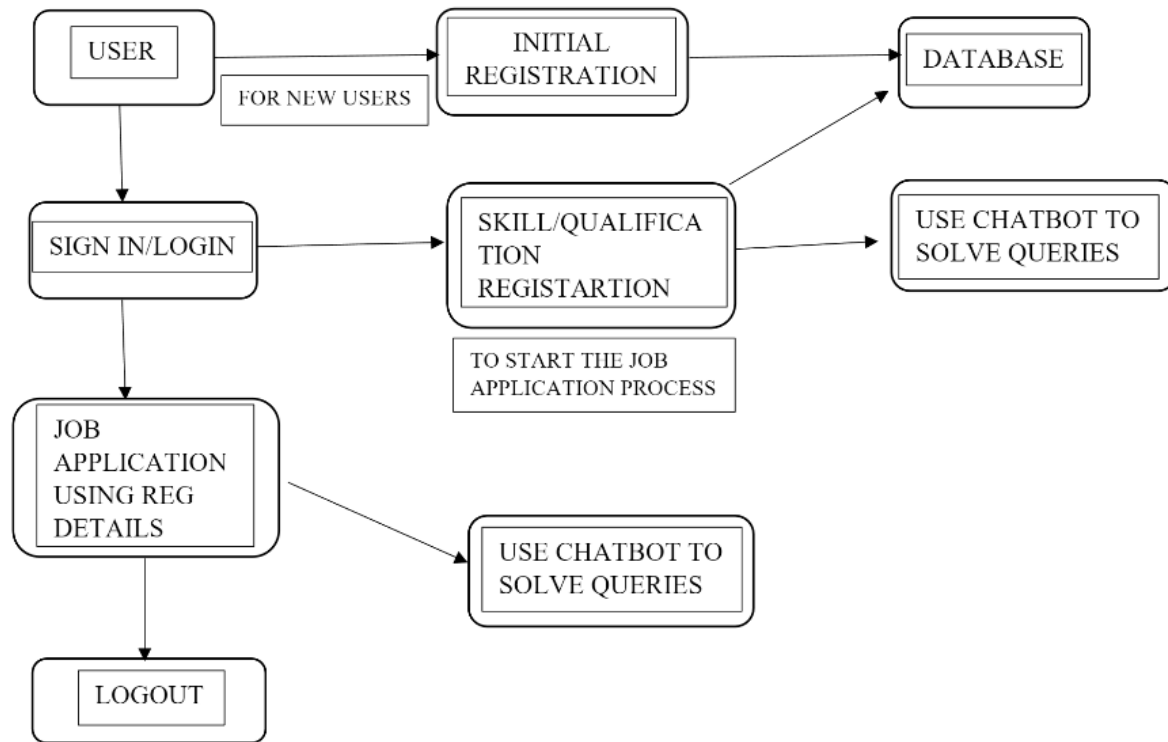 USER
INITIAL
REGISTRATION
DATABASE
FOR NEW USERS
SIGN IN/LOGIN
SKILL/QUALIFICA
TION
REGISTARTION
USE CHATBOT TO
SOLVE QUERIES
TO START THE JOB
APPLICATION PROCESS
JOB
APPLICATION
USING REG
DETAILS
USE CHATBOT TO
SOLVE QUERIES
LOGOUT